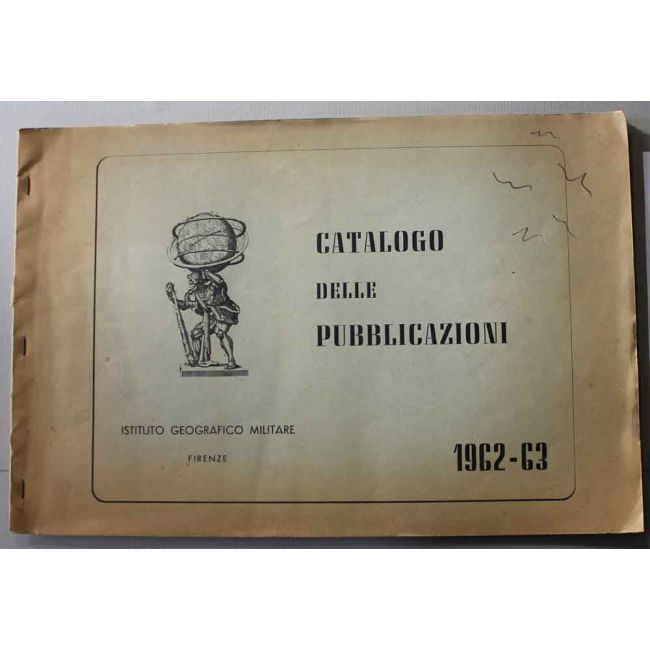 CATALOGO
DELLE
PUBBLICAZIONI
ISTITUTO GEOGRAFICO MILITARE
FIRENZE
1962-63